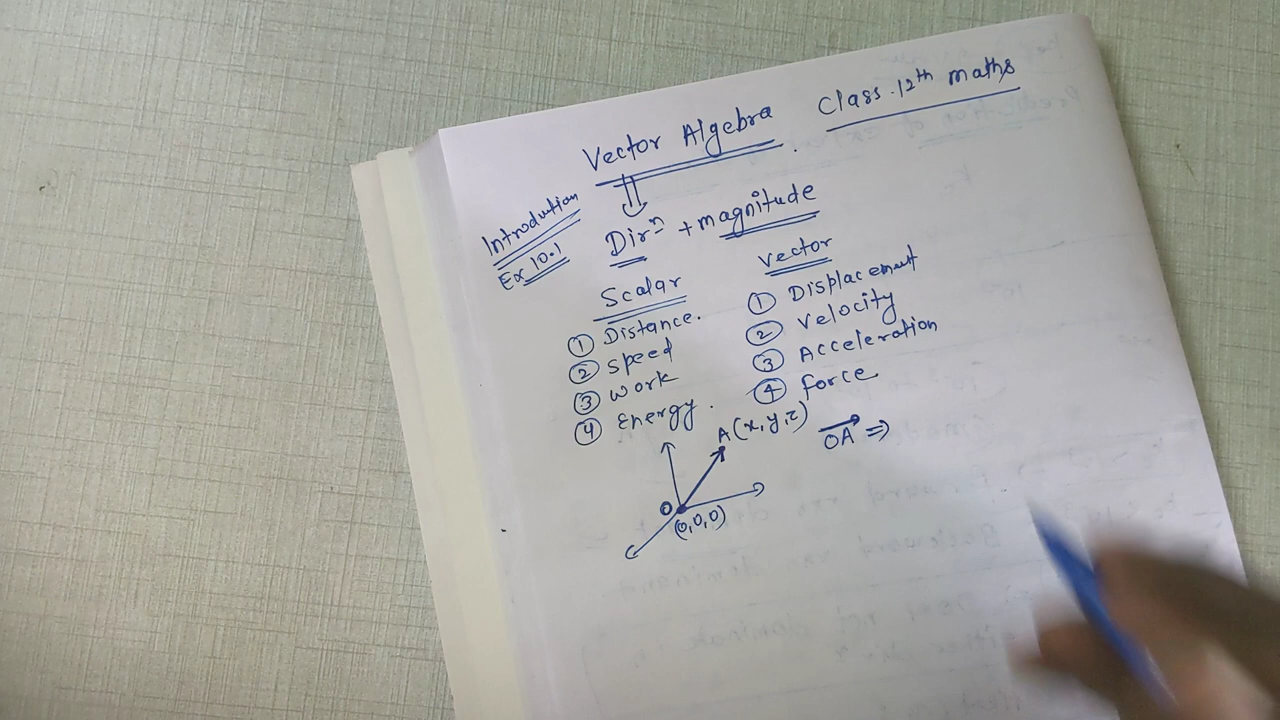 Vector Algebra. Class.12th maths
Introdution
Ex 10.1
Dirⁿ + magnitude
Scalar
① Distance.
② Speed
③ Work
④ Energy.
Vector
① Displacement
② Velocity
③ Acceleration
④ force
A(x,y,z)
OA ⇒
O
(0,0,0)